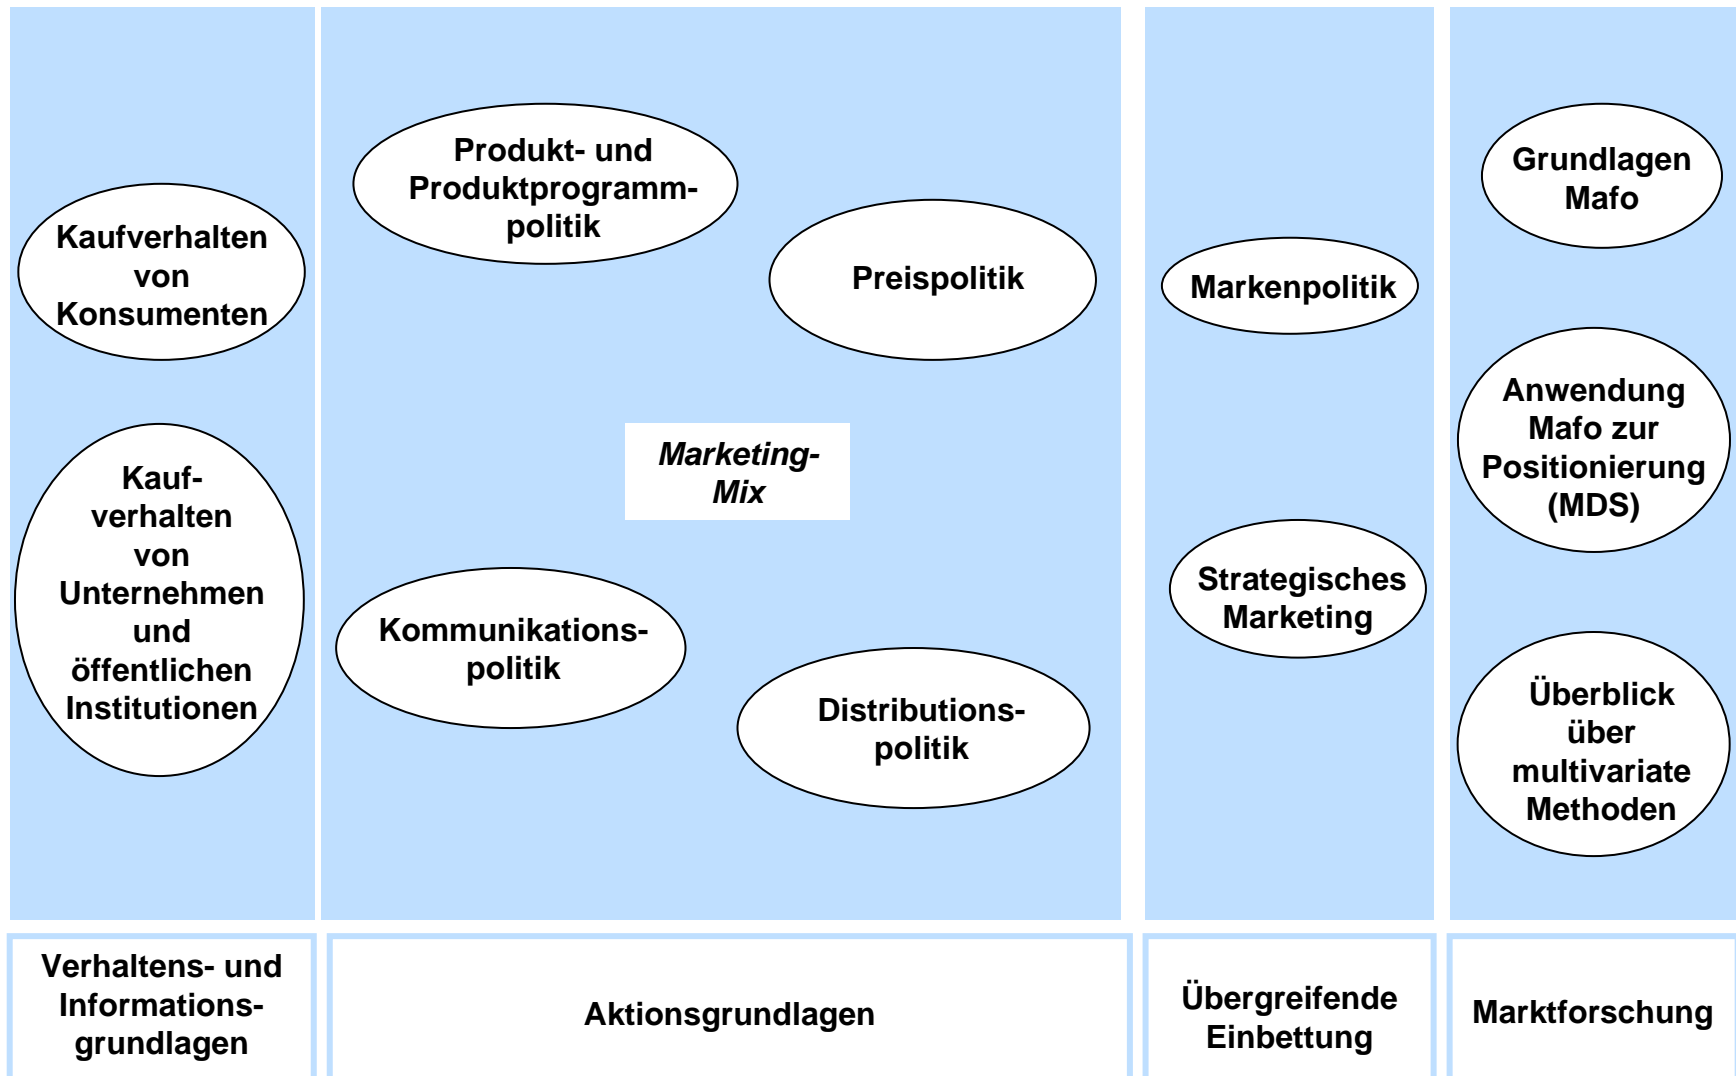 Kaufverhalten
von
Konsumenten
Kauf-
verhalten
von
Unternehmen
und
öffentlichen
Institutionen
Verhaltens- und
Informations-
grundlagen
Produkt- und
Produktprogramm-
politik
Preispolitik
Marketing-
Mix
Kommunikations-
politik
Distributions-
politik
Aktionsgrundlagen
Markenpolitik
Strategisches
Marketing
Übergreifende
Einbettung
Grundlagen
Mafo
Anwendung
Mafo zur
Positionierung
(MDS)
Überblick
über
multivariate
Methoden
Marktforschung